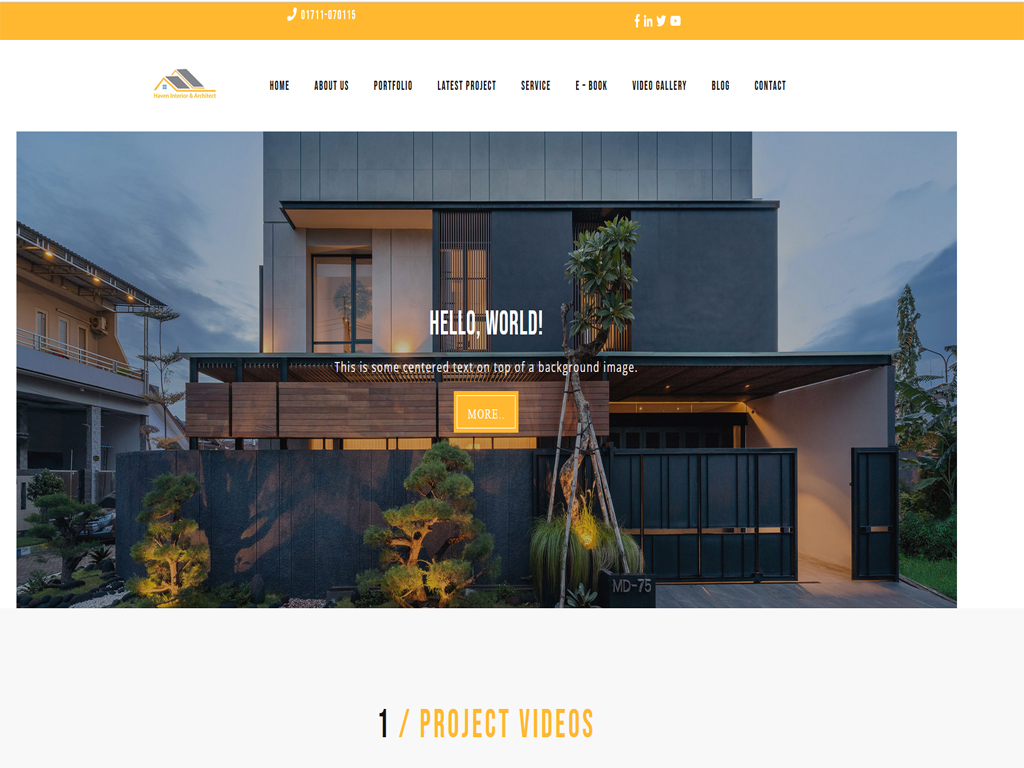 01711-070115
Haven Interior & Architect
HOME ABOUT US PORTFOLIO LATEST PROJECT SERVICE E - BOOK VIDEO GALLERY BLOG CONTACT
HELLO, WORLD!
This is some centered text on top of a background image.
MORE..
MD-75
1 / PROJECT VIDEOS